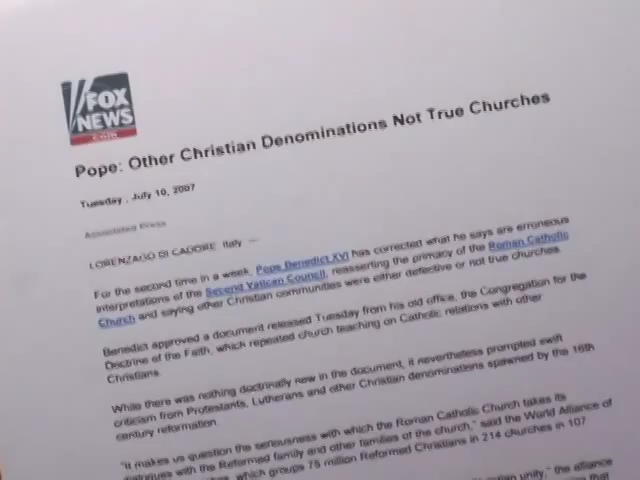 FOX
NEWS
.com
Pope: Other Christian Denominations Not True Churches
Tuesday, July 10, 2007
Associated Press
LORENZAGO DI CADORE, Italy —
For the second time in a week, Pope Benedict XVI has corrected what he says are erroneous
interpretations of the Second Vatican Council, reasserting the primacy of the Roman Catholic
Church and saying other Christian communities were either defective or not true churches.
Benedict approved a document released Tuesday from his old office, the Congregation for the
Doctrine of the Faith, which repeated church teaching on Catholic relations with other
Christians.
While there was nothing doctrinally new in the document, it nevertheless prompted swift
criticism from Protestants, Lutherans and other Christian denominations spawned by the 16th
century reformation.
"It makes us question the seriousness with which the Roman Catholic Church takes its
dialogues with the Reformed family and other families of the church," said the World Alliance of
which groups 75 million Reformed Christians in 214 churches in 107
unity," the alliance
that